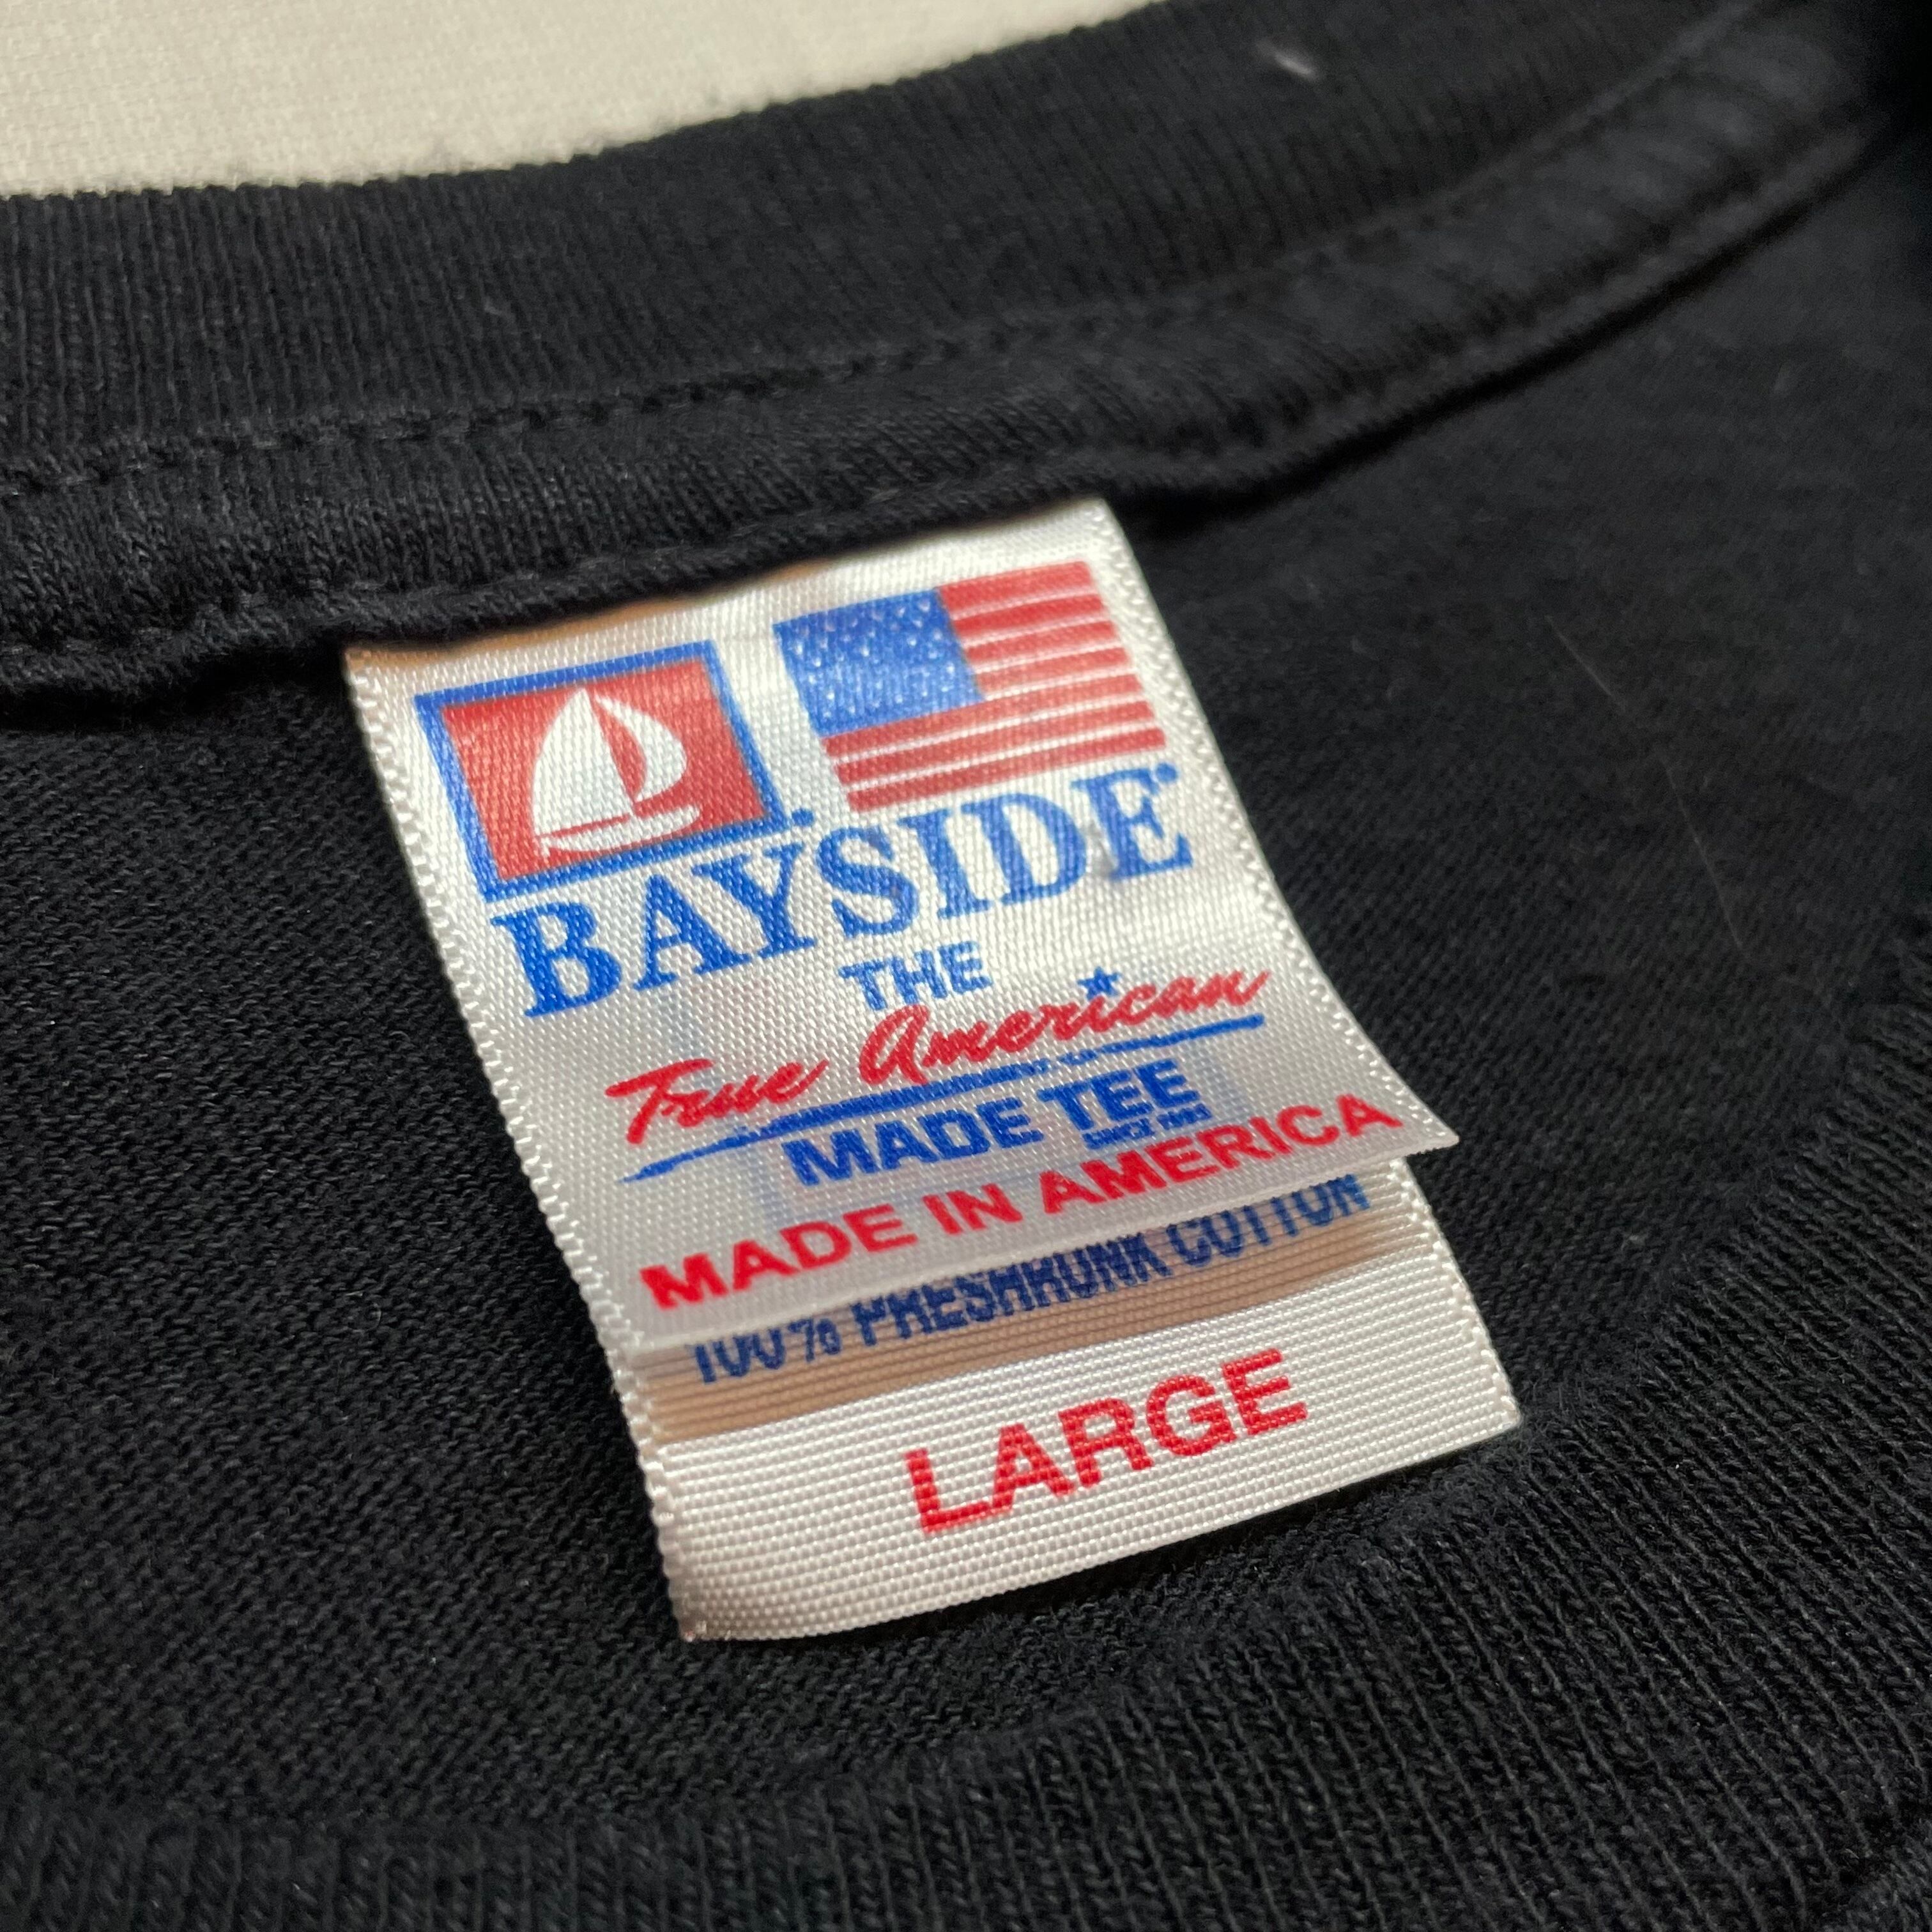 BAYSIDE
THE
True American
MADE TEE
MADE IN AMERICA
100% PRESHRUNK COTTON
LARGE